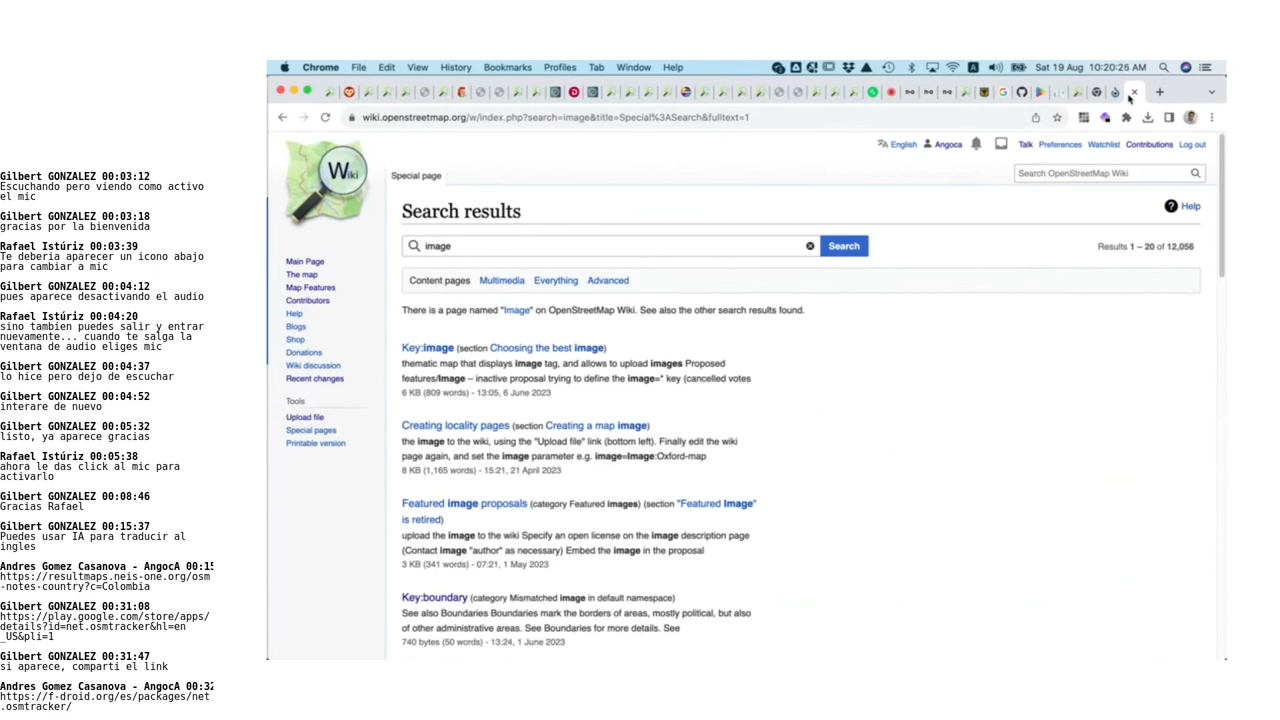 Gilbert GONZALEZ 00:03:12
Escuchando pero viendo como activo
el mic
Gilbert GONZALEZ 00:03:18
gracias por la bienvenida
Rafael Istúriz 00:03:39
Te deberia aparecer un icono abajo
para cambiar a mic
Gilbert GONZALEZ 00:04:12
pues aparece desactivando el audio
Rafael Istúriz 00:04:20
sino tambien puedes salir y entrar
nuevamente... cuando te salga la
ventana de audio eliges mic
Gilbert GONZALEZ 00:04:37
lo hice pero dejo de escuchar
Gilbert GONZALEZ 00:04:52
interare de nuevo
Gilbert GONZALEZ 00:05:32
listo, ya aparece gracias
Rafael Istúriz 00:05:38
ahora le das click al mic para
activarlo
Gilbert GONZALEZ 00:08:46
Gracias Rafael
Gilbert GONZALEZ 00:15:37
Puedes usar IA para traducir al
ingles
Andres Gomez Casanova - AngocA 00:15
https://resultmaps.neis-one.org/osm
-notes-country?c=Colombia
Gilbert GONZALEZ 00:31:08
https://play.google.com/store/apps/
details?id=net.osmtracker&hl=en
_US&pli=1
Gilbert GONZALEZ 00:31:47
si aparece, comparti el link
Andres Gomez Casanova - AngocA 00:32
https://f-droid.org/es/packages/net
.osmtracker/
Chrome File Edit View History Bookmarks Profiles Tab Window Help Sat 19 Aug 10:20:25 AM
wiki.openstreetmap.org/w/index.php?search=image&title=Special%3ASearch&fulltext=1
English Angoca Talk Preferences Watchlist Contributions Log out
Wiki
Special page
Search OpenStreetMap Wiki
Search results
Help
image
Search
Results 1 – 20 of 12,056
Content pages Multimedia Everything Advanced
There is a page named "Image" on OpenStreetMap Wiki. See also the other search results found.
Main Page
The map
Map Features
Contributors
Help
Blogs
Shop
Donations
Wiki discussion
Recent changes
Tools
Upload file
Special pages
Printable version
Key:image (section Choosing the best image)
thematic map that displays image tag, and allows to upload images Proposed
features/Image – inactive proposal trying to define the image=* key (cancelled votes
6 KB (809 words) - 13:05, 6 June 2023
Creating locality pages (section Creating a map image)
the image to the wiki, using the "Upload file" link (bottom left). Finally edit the wiki
page again, and set the image parameter e.g. image=Image:Oxford-map
8 KB (1,165 words) - 15:21, 21 April 2023
Featured image proposals (category Featured images) (section "Featured Image"
is retired)
upload the image to the wiki Specify an open license on the image description page
(Contact image "author" as necessary) Embed the image in the proposal
3 KB (341 words) - 07:21, 1 May 2023
Key:boundary (category Mismatched image in default namespace)
See also Boundaries Boundaries mark the borders of areas, mostly political, but also
of other administrative areas. See Boundaries for more details. See
740 bytes (50 words) - 13:24, 1 June 2023